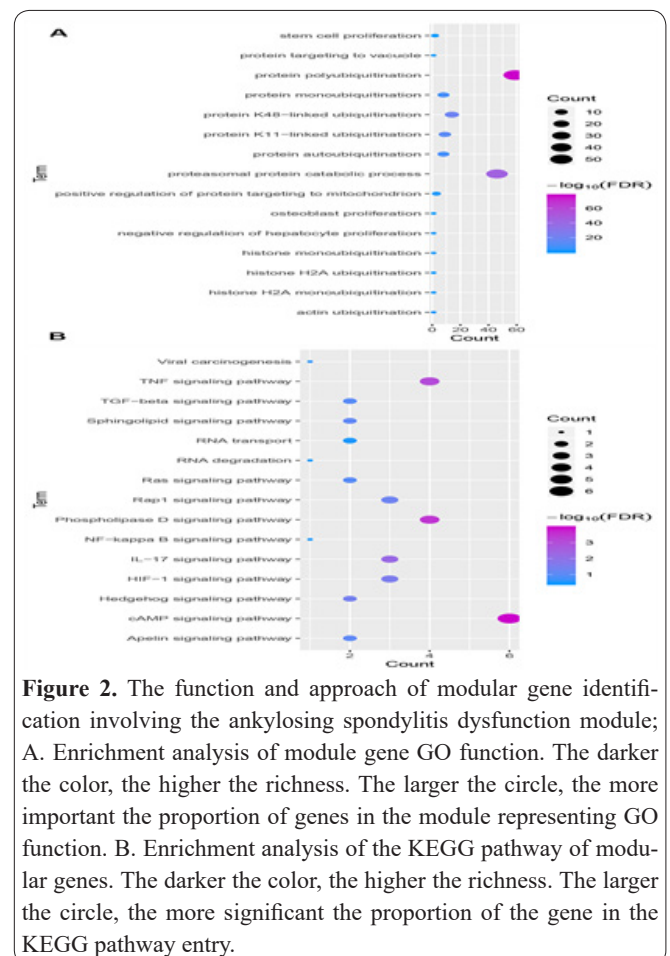 A
stem cell proliferation
protein targeting to vacuole
protein polyubiquitination
protein monoubiquitination
protein K48-linked ubiquitination
protein K11-linked ubiquitination
protein autoubiquitination
proteasomal protein catabolic process
positive regulation of protein targeting to mitochondrion
osteoblast proliferation
negative regulation of hepatocyte proliferation
histone monoubiquitination
histone H2A ubiquitination
histone H2A monoubiquitination
actin ubiquitination
Term
0 20 40 60
Count
Count
10
20
30
40
50
-log10(FDR)
60
40
20
B
Viral carcinogenesis
TNF signaling pathway
TGF-beta signaling pathway
Sphingolipid signaling pathway
RNA transport
RNA degradation
Ras signaling pathway
Rap1 signaling pathway
Phospholipase D signaling pathway
NF-kappa B signaling pathway
IL-17 signaling pathway
HIF-1 signaling pathway
Hedgehog signaling pathway
cAMP signaling pathway
Apelin signaling pathway
Term
2 4 6
Count
Count
1
2
3
4
5
6
-log10(FDR)
3
2
1
Figure 2. The function and approach of modular gene identifi-
cation involving the ankylosing spondylitis dysfunction module;
A. Enrichment analysis of module gene GO function. The darker
the color, the higher the richness. The larger the circle, the more
important the proportion of genes in the module representing GO
function. B. Enrichment analysis of the KEGG pathway of modu-
lar genes. The darker the color, the higher the richness. The larger
the circle, the more significant the proportion of the gene in the
KEGG pathway entry.